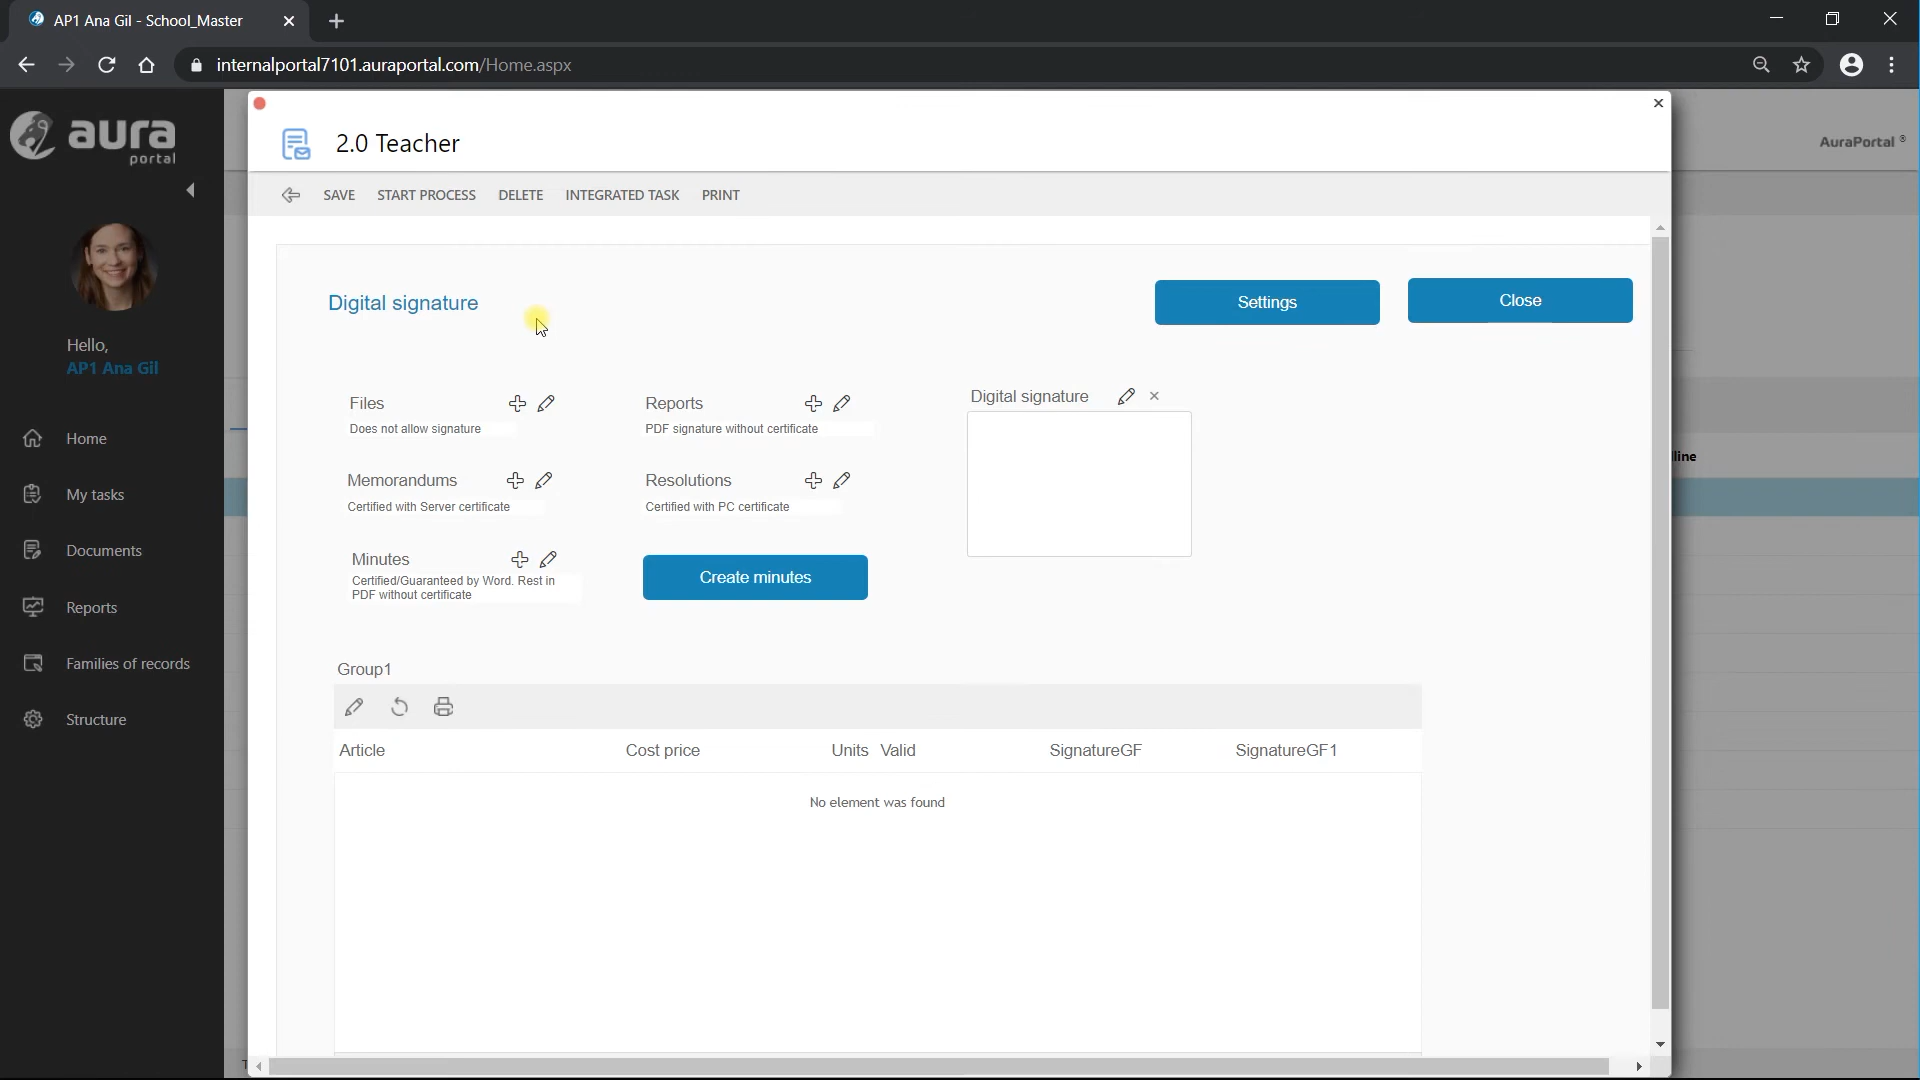 AP1 Ana Gil - School_Master
internalportal7101.auraportal.com/Home.aspx
aura
portal
AuraPortal ®
2.0 Teacher
SAVE START PROCESS DELETE INTEGRATED TASK PRINT
Hello,
AP1 Ana Gil
Home
My tasks
Documents
Reports
Families of records
Structure
Digital signature
Settings
Close
Files
Does not allow signature
Reports
PDF signature without certificate
Digital signature
Memorandums
Certified with Server certificate
Resolutions
Certified with PC certificate
Minutes
Certified/Guaranteed by Word. Rest in
PDF without certificate
Create minutes
line
Group1
Article Cost price Units Valid SignatureGF SignatureGF1
No element was found